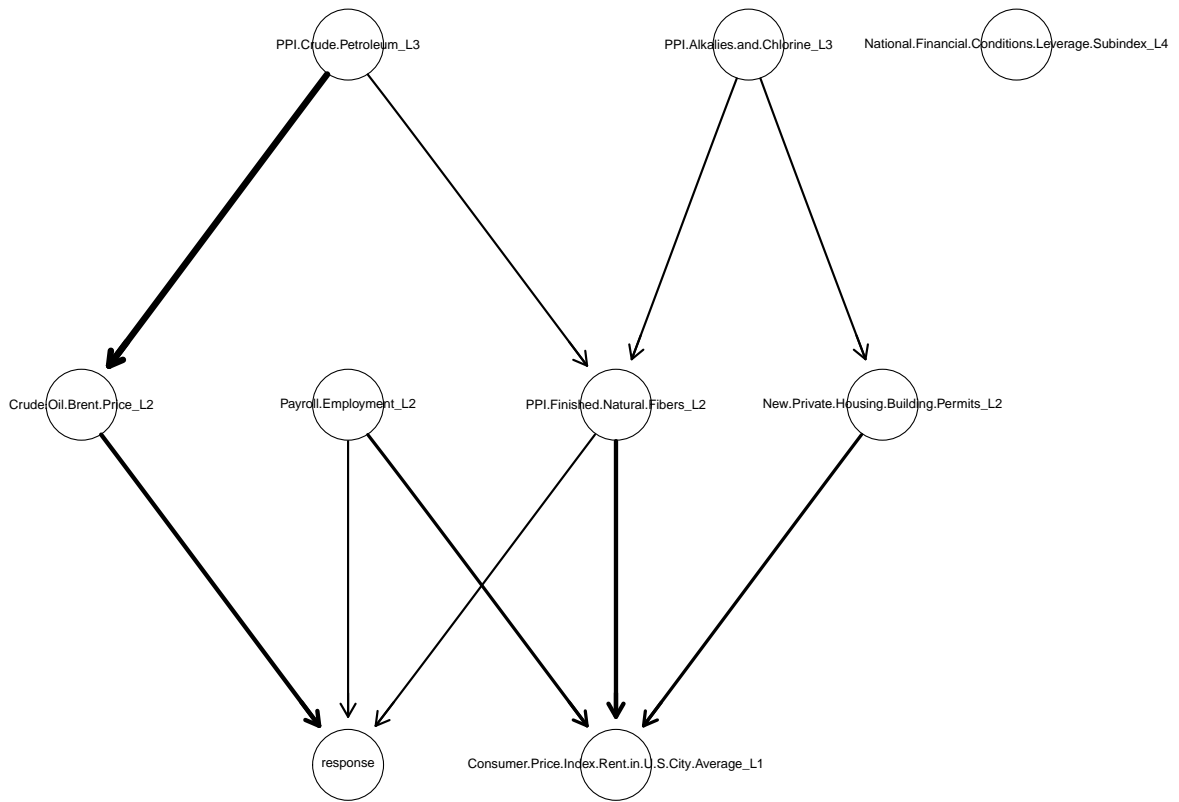 PPI.Crude.Petroleum_L3
PPI.Alkalies.and.Chlorine_L3
National.Financial.Conditions.Leverage.Subindex_L4
Crude.Oil.Brent.Price_L2
Payroll.Employment_L2
PPI.Finished.Natural.Fibers_L2
New.Private.Housing.Building.Permits_L2
response
Consumer.Price.Index.Rent.in.U.S.City.Average_L1